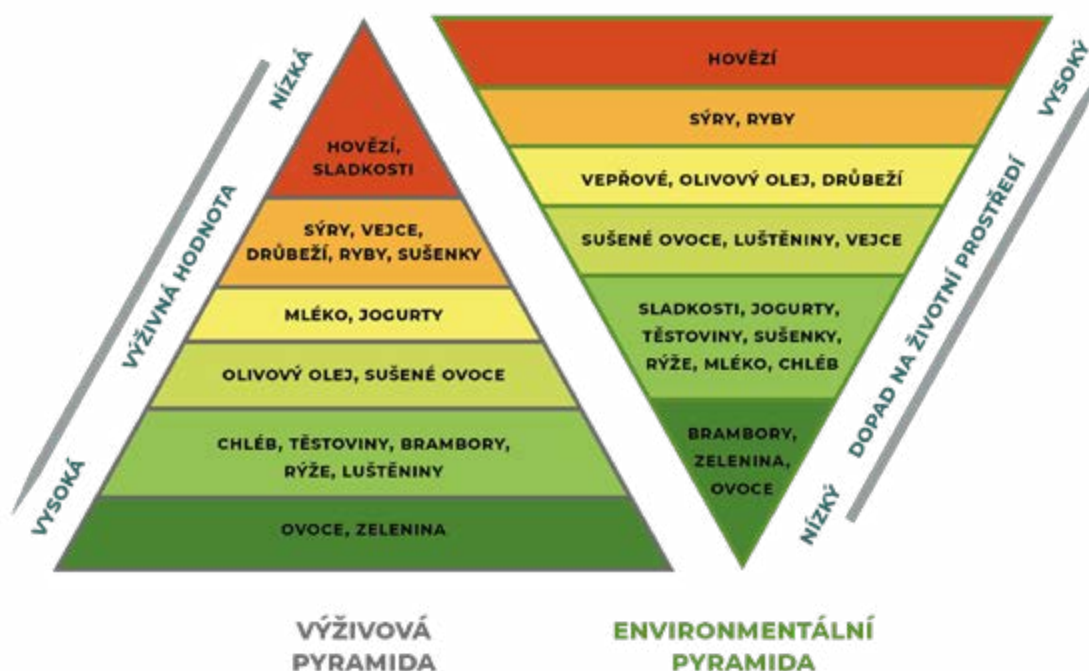 NÍZKÁ
VÝŽIVNÁ HODNOTA
VYSOKÁ
HOVĚZÍ,
SLADKOSTI
SÝRY, VEJCE,
DRŮBEŽÍ, RYBY, SUŠENKY
MLÉKO, JOGURTY
OLIVOVÝ OLEJ, SUŠENÉ OVOCE
CHLÉB, TĚSTOVINY, BRAMBORY,
RÝŽE, LUŠTĚNINY
OVOCE, ZELENINA
VÝŽIVOVÁ
PYRAMIDA
HOVĚZÍ
SÝRY, RYBY
VEPŘOVÉ, OLIVOVÝ OLEJ, DRŮBEŽÍ
SUŠENÉ OVOCE, LUŠTĚNINY, VEJCE
SLADKOSTI, JOGURTY,
TĚSTOVINY, SUŠENKY,
RÝŽE, MLÉKO, CHLÉB
BRAMBORY,
ZELENINA,
OVOCE
VYSOKÝ
DOPAD NA ŽIVOTNÍ PROSTŘEDÍ
NÍZKÝ
ENVIRONMENTÁLNÍ
PYRAMIDA